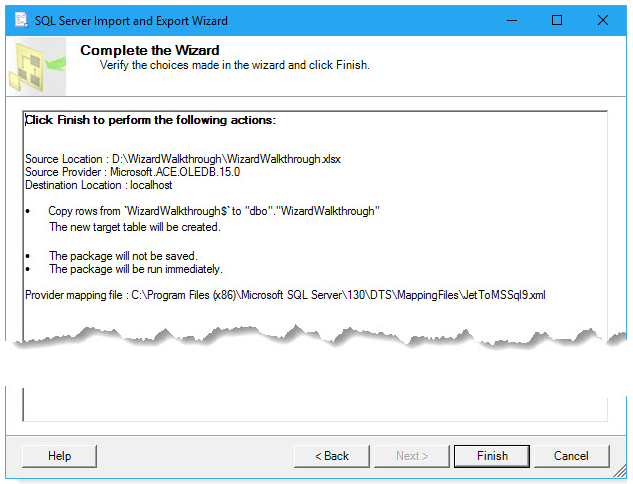 SQL Server Import and Export Wizard
Complete the Wizard
Verify the choices made in the wizard and click Finish.
Click Finish to perform the following actions:
Source Location : D:\WizardWalkthrough\WizardWalkthrough.xlsx
Source Provider : Microsoft.ACE.OLEDB.15.0
Destination Location : localhost
• Copy rows from `WizardWalkthrough$` to "dbo"."WizardWalkthrough"
The new target table will be created.
• The package will not be saved.
• The package will be run immediately.
Provider mapping file : C:\Program Files (x86)\Microsoft SQL Server\130\DTS\MappingFiles\JetToMSSql9.xml
Help < Back Next > Finish Cancel